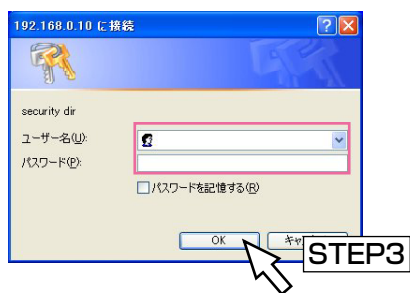 192.168.0.10 に接続
security dir
ユーザー名(U):
パスワード(P):
パスワードを記憶する(R)
OK
キャ
STEP3